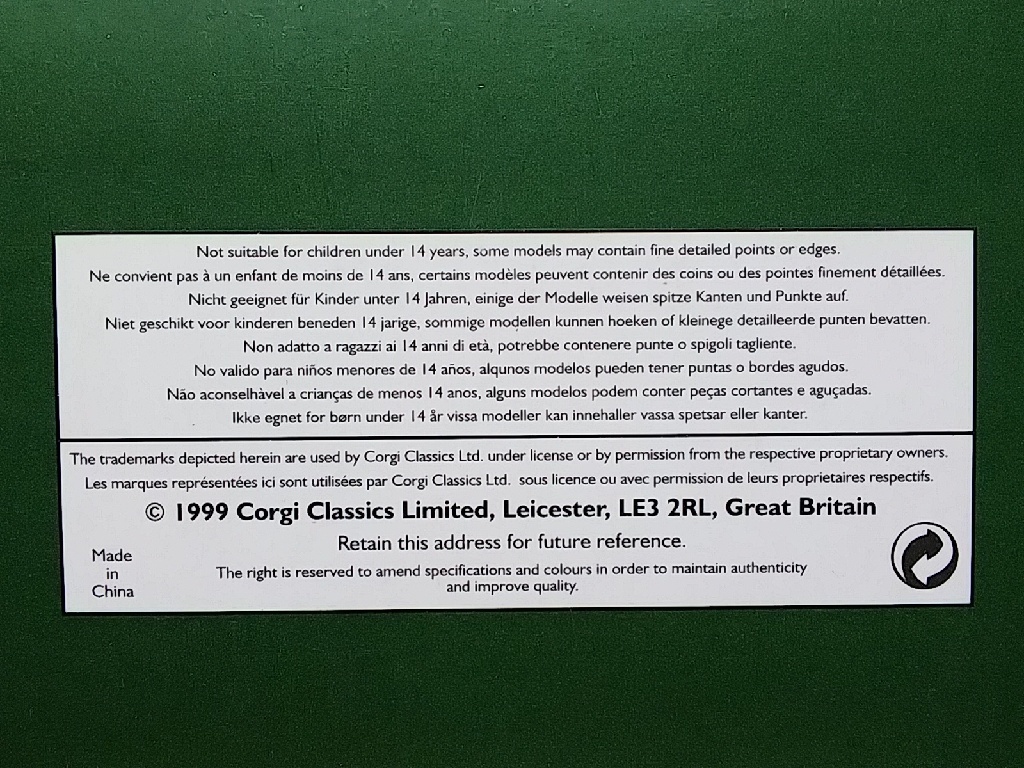 Not suitable for children under 14 years, some models may contain fine detailed points or edges.
Ne convient pas à un enfant de moins de 14 ans, certains modèles peuvent contenir des coins ou des pointes finement détaillées.
Nicht geeignet für Kinder unter 14 Jahren, einige der Modelle weisen spitze Kanten und Punkte auf.
Niet geschikt voor kinderen beneden 14 jarige, sommige modellen kunnen hoeken of kleinege detailleerde punten bevatten.
Non adatto a ragazzi ai 14 anni di età, potrebbe contenere punte o spigoli tagliente.
No valido para niños menores de 14 años, alqunos modelos pueden tener puntas o bordes agudos.
Não aconselhàvel a crianças de menos 14 anos, alguns modelos podem conter peças cortantes e aguçadas.
Ikke egnet for børn under 14 år vissa modeller kan innehaller vassa spetsar eller kanter.
The trademarks depicted herein are used by Corgi Classics Ltd. under license or by permission from the respective proprietary owners.
Les marques représentées ici sont utilisées par Corgi Classics Ltd. sous licence ou avec permission de leurs proprietaires respectifs.
© 1999 Corgi Classics Limited, Leicester, LE3 2RL, Great Britain
Retain this address for future reference.
Made
in
China
The right is reserved to amend specifications and colours in order to maintain authenticity
and improve quality.